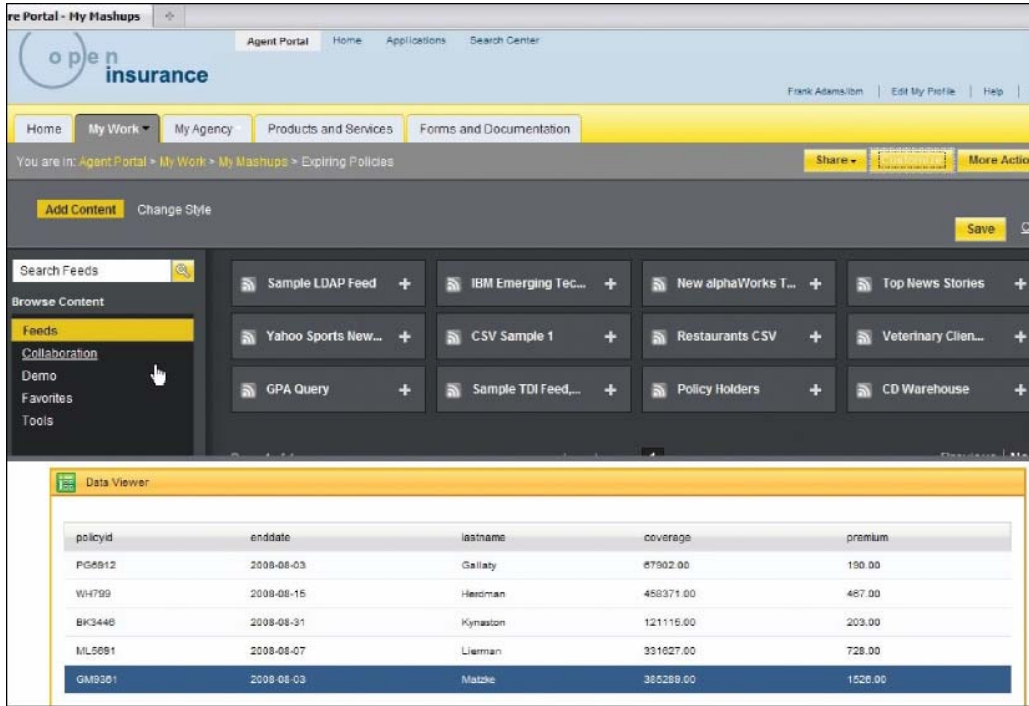 re Portal - My Mashups
open
insurance
Agent Portal Home Applications Search Center
Frank Adams/ibm | Edit My Profile | Help |
Home My Work My Agency Products and Services Forms and Documentation
You are in: Agent Portal > My Work > My Mashups > Expiring Policies
Share Customize More Actio
Add Content Change Style
Save
Search Feeds
Browse Content
Feeds
Collaboration
Demo
Favorites
Tools
Sample LDAP Feed + IBM Emerging Tec... + New alphaWorks T... + Top News Stories +
Yahoo Sports New... + CSV Sample 1 + Restaurants CSV + Veterinary Clien... +
GPA Query + Sample TDI Feed,... + Policy Holders + CD Warehouse +
Data Viewer
policyid enddate lastname coverage premium
PG6912 2008-08-03 Gallaty 67902.00 190.00
WH799 2008-08-15 Herdman 458371.00 467.00
BK3446 2008-08-31 Kynaston 121115.00 203.00
ML5691 2008-08-07 Lierman 331627.00 728.00
GM9361 2008-08-03 Matzke 385289.00 1526.00